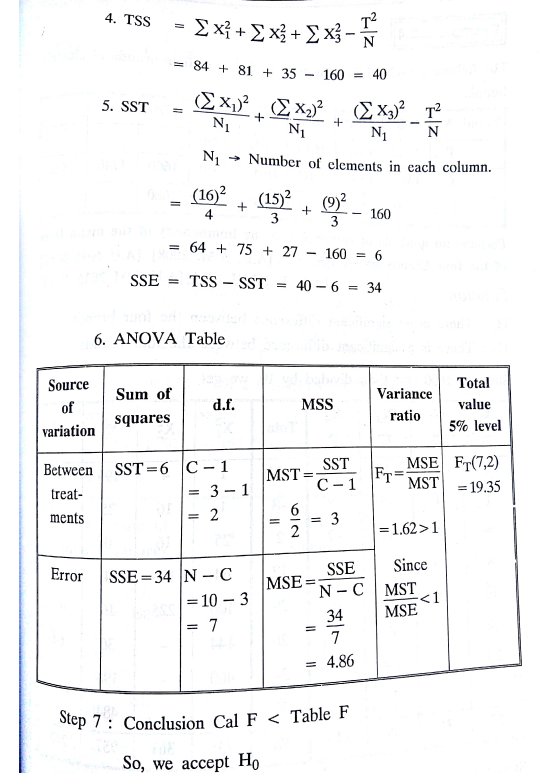 4. TSS = ∑ X₁² + ∑ X₂² + ∑ X₃² − T²/N
= 84 + 81 + 35 − 160 = 40
5. SST = (∑ X₁)²/N₁ + (∑ X₂)²/N₁ + (∑ X₃)²/N₁ − T²/N
N₁ → Number of elements in each column.
= (16)²/4 + (15)²/3 + (9)²/3 − 160
= 64 + 75 + 27 − 160 = 6
SSE = TSS − SST = 40 − 6 = 34
6. ANOVA Table
Source of variation
Sum of squares
d.f.
MSS
Variance ratio
Total value 5% level
Between treat-ments
SST = 6
C − 1
= 3 − 1
= 2
MST = SST/C − 1
= 6/2 = 3
F_T = MSE/MST
= 1.62 > 1
F_T(7,2)
= 19.35
Error
SSE = 34
N − C
= 10 − 3
= 7
MSE = SSE/N − C
= 34/7
= 4.86
Since
MST/MSE < 1
Step 7 : Conclusion Cal F < Table F
So, we accept H₀